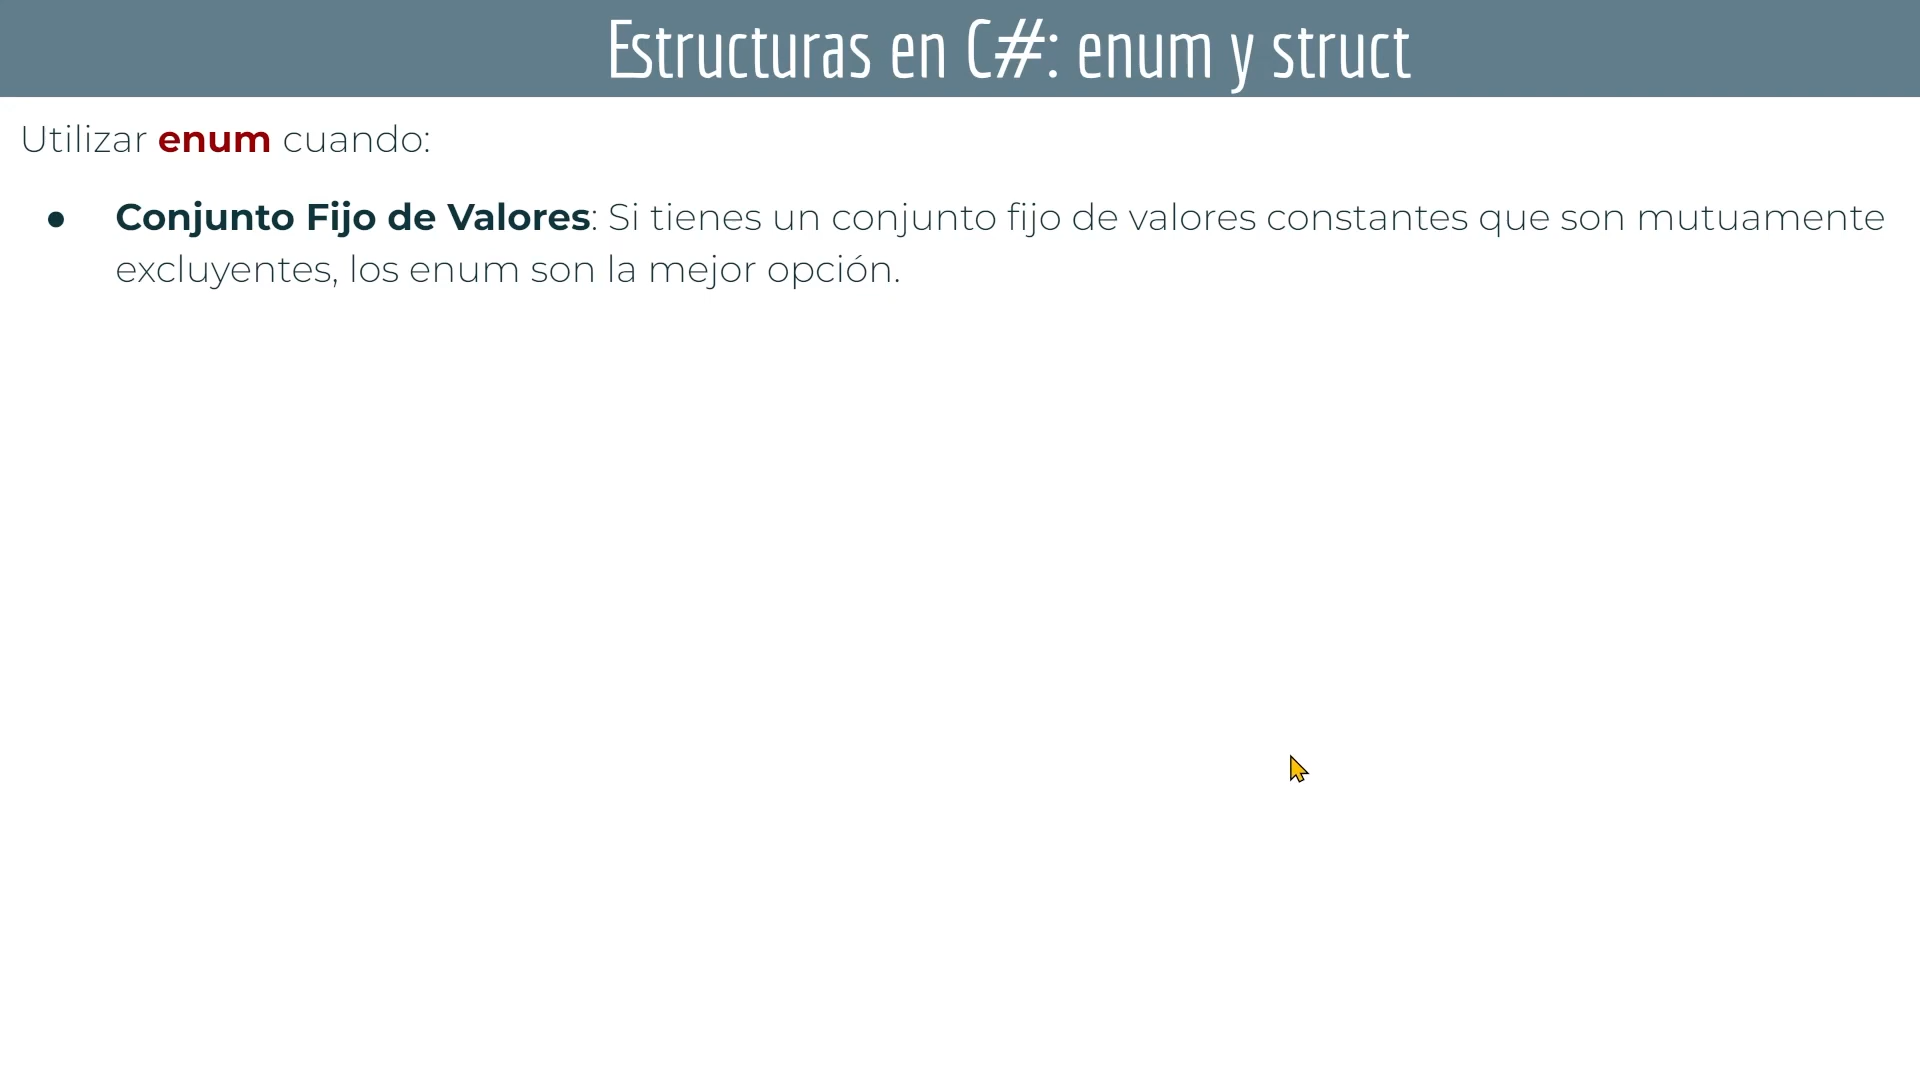 Estructuras en C#: enum y struct
Utilizar enum cuando:
● Conjunto Fijo de Valores: Si tienes un conjunto fijo de valores constantes que son mutuamente
excluyentes, los enum son la mejor opción.